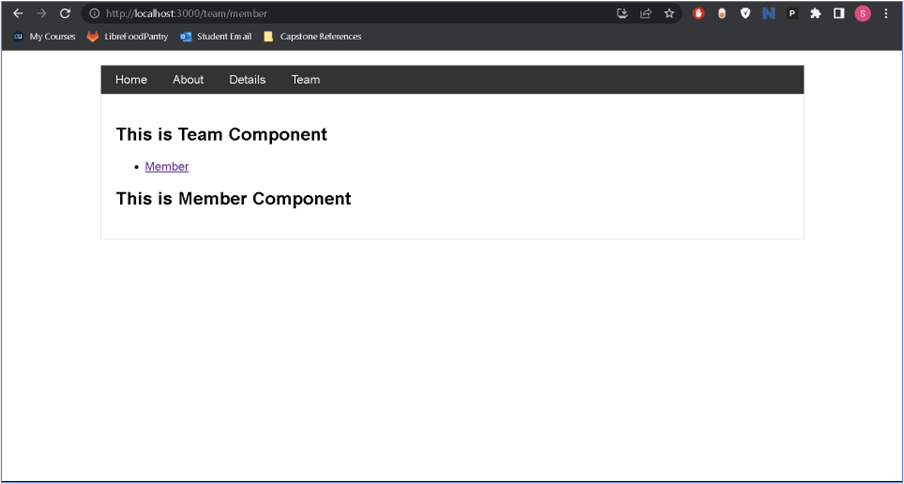 http://localhost:3000/team/member
S
My Courses LibreFoodPantry Student Email Capstone References
Home About Details Team
This is Team Component
• Member
This is Member Component